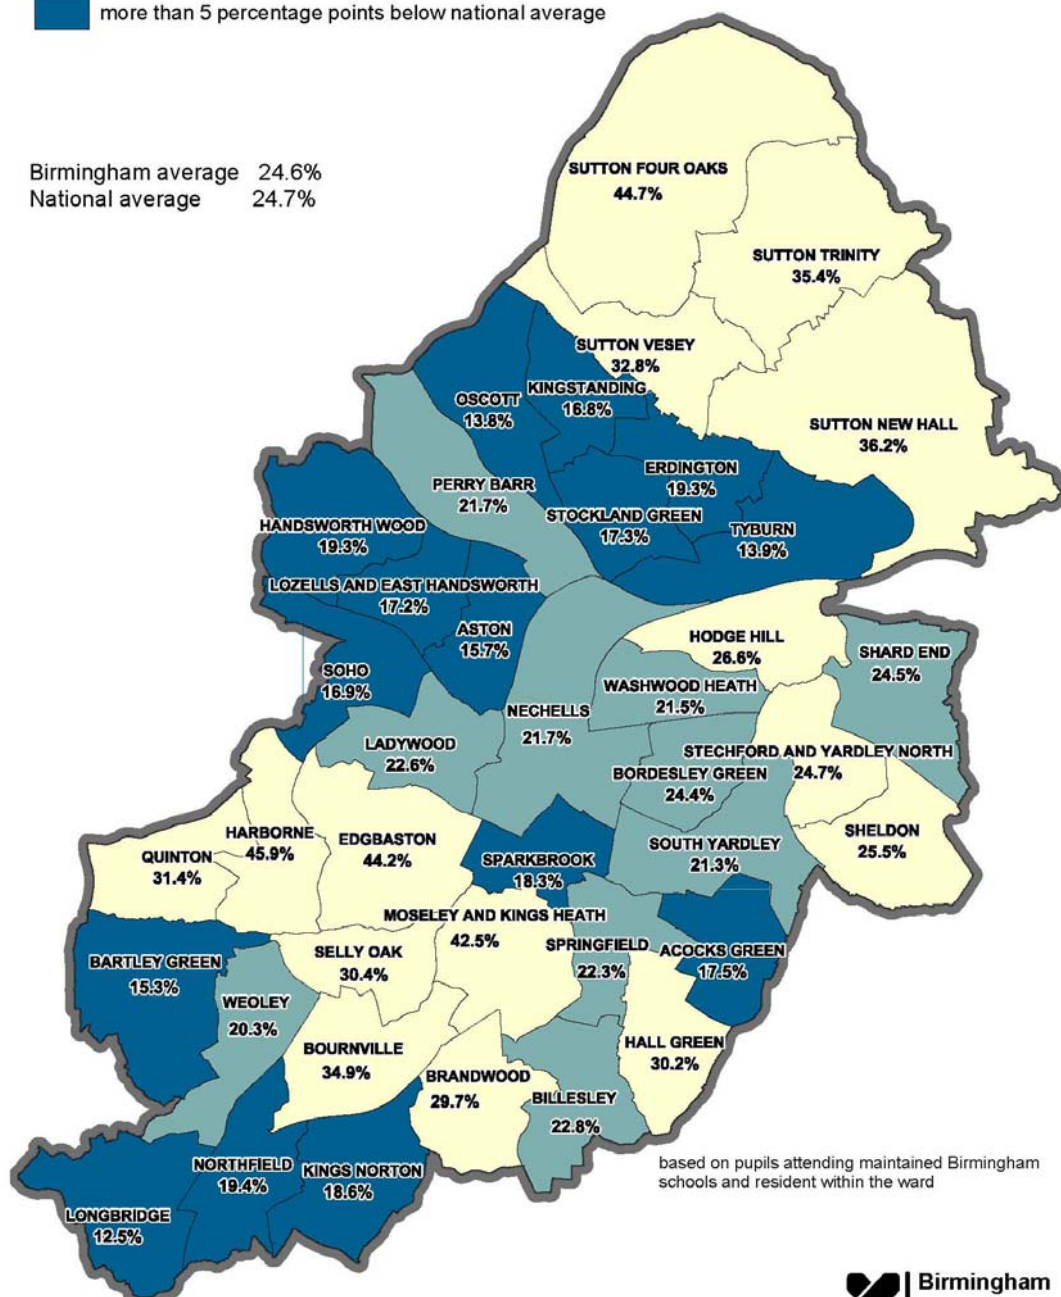 more than 5 percentage points below national average
Birmingham average 24.6%
National average 24.7%
SUTTON FOUR OAKS
44.7%
SUTTON TRINITY
35.4%
SUTTON VESEY
32.8%
KINGSTANDING
16.8%
OSCOTT
13.8%
SUTTON NEW HALL
36.2%
ERDINGTON
19.3%
PERRY BARR
21.7%
STOCKLAND GREEN
17.3%
TYBURN
13.9%
HANDSWORTH WOOD
19.3%
LOZELLS AND EAST HANDSWORTH
17.2%
ASTON
15.7%
HODGE HILL
26.6%
SHARD END
24.5%
SOHO
16.9%
WASHWOOD HEATH
21.5%
NECHELLS
21.7%
LADYWOOD
22.6%
STECHFORD AND YARDLEY NORTH
24.7%
BORDESLEY GREEN
24.4%
HARBORNE
45.9%
EDGBASTON
44.2%
SHELDON
25.5%
QUINTON
31.4%
SPARKBROOK
18.3%
SOUTH YARDLEY
21.3%
MOSELEY AND KINGS HEATH
42.5%
SPRINGFIELD
22.3%
ACOCKS GREEN
17.5%
SELLY OAK
30.4%
BARTLEY GREEN
15.3%
WEOLEY
20.3%
BOURNVILLE
34.9%
HALL GREEN
30.2%
BRANDWOOD
29.7%
BILLESLEY
22.8%
NORTHFIELD
19.4%
KINGS NORTON
18.6%
LONGBRIDGE
12.5%
based on pupils attending maintained Birmingham
schools and resident within the ward
Birmingham